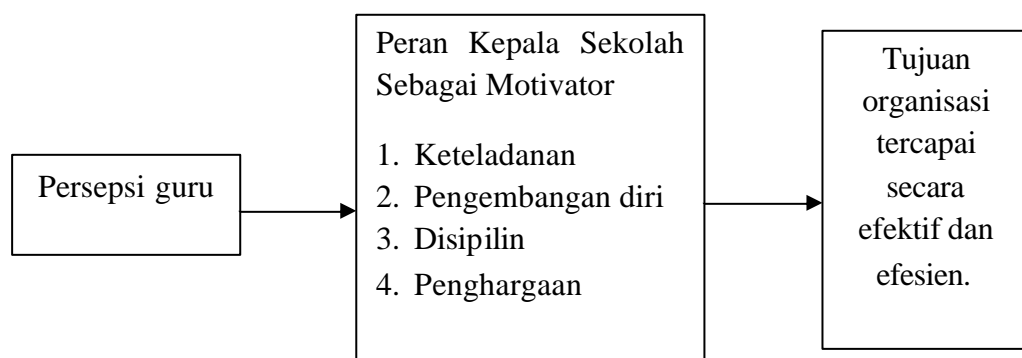 Persepsi guru
Peran Kepala Sekolah
Sebagai Motivator
1. Keteladanan
2. Pengembangan diri
3. Disipilin
4. Penghargaan
Tujuan
organisasi
tercapai
secara
efektif dan
efesien.